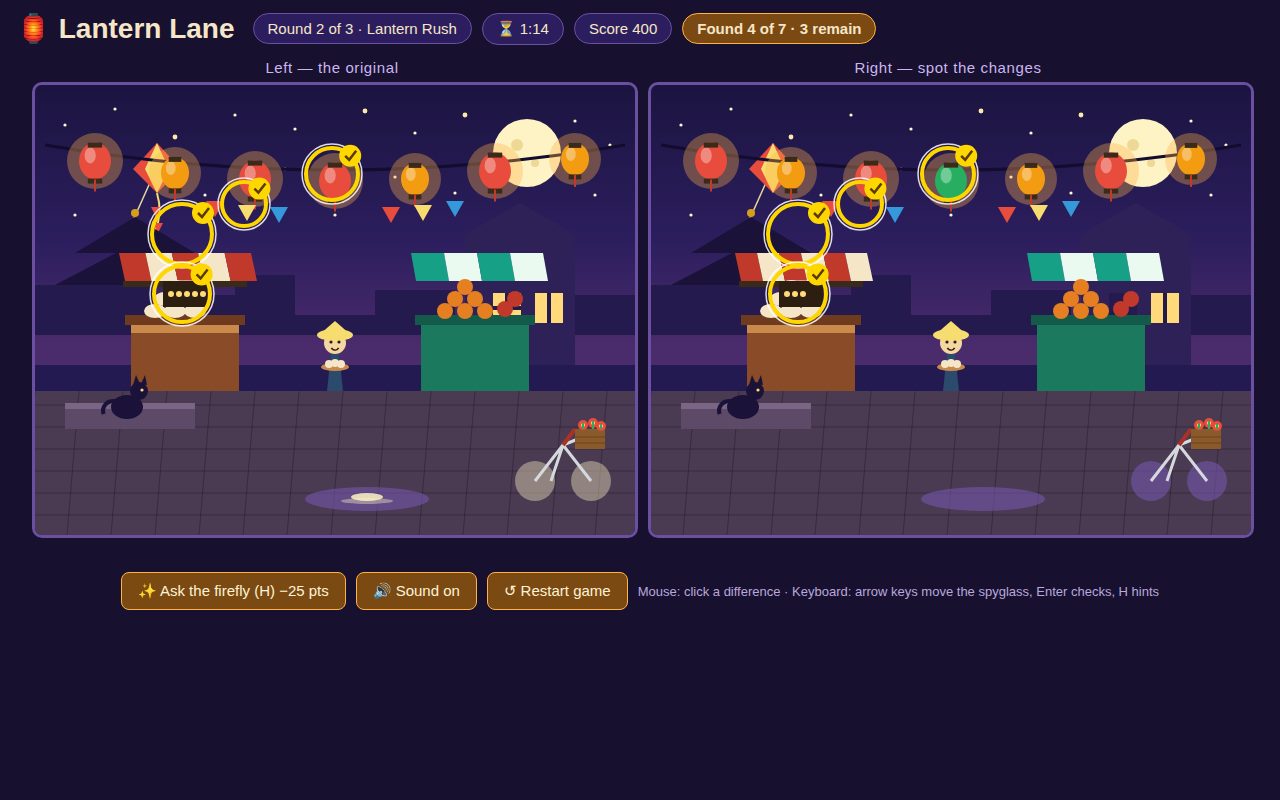 Lantern Lane
Round 2 of 3 · Lantern Rush
⏳ 1:14
Score 400
Found 4 of 7 · 3 remain
Left — the original
Right — spot the changes
✨ Ask the firefly (H) −25 pts
🔊 Sound on
↺ Restart game
Mouse: click a difference · Keyboard: arrow keys move the spyglass, Enter checks, H hints